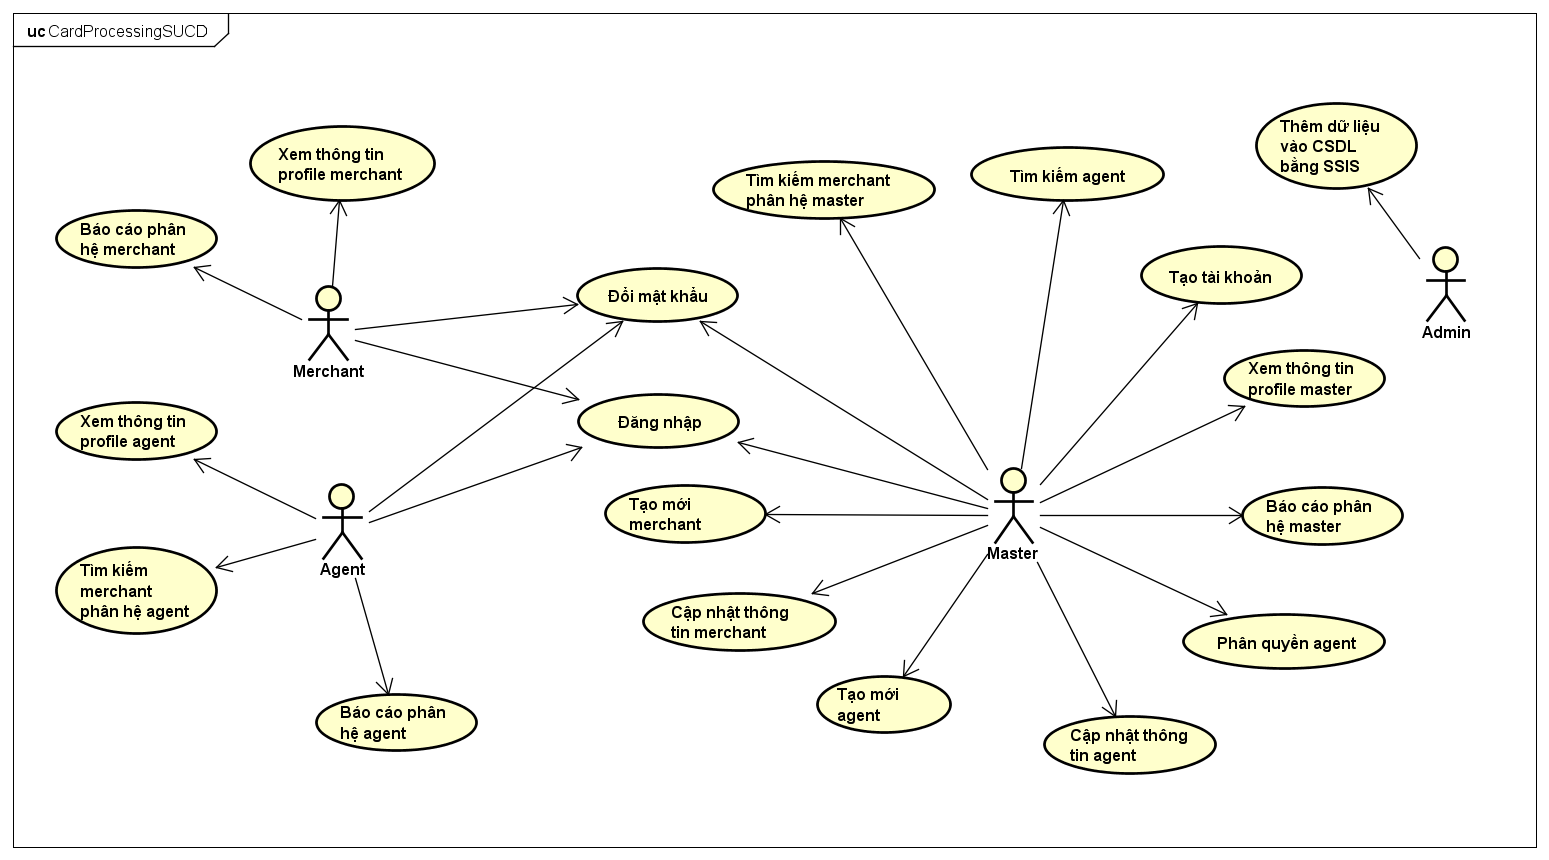 uc CardProcessingSUCD
Xem thông tin
profile merchant
Báo cáo phân
hệ merchant
Merchant
Đổi mật khẩu
Đăng nhập
Xem thông tin
profile agent
Agent
Tìm kiếm
merchant
phân hệ agent
Báo cáo phân
hệ agent
Tìm kiếm merchant
phân hệ master
Tìm kiếm agent
Thêm dữ liệu
vào CSDL
bằng SSIS
Admin
Tạo tài khoản
Xem thông tin
profile master
Tạo mới
merchant
Master
Báo cáo phân
hệ master
Cập nhật thông
tin merchant
Phân quyền agent
Tạo mới
agent
Cập nhật thông
tin agent